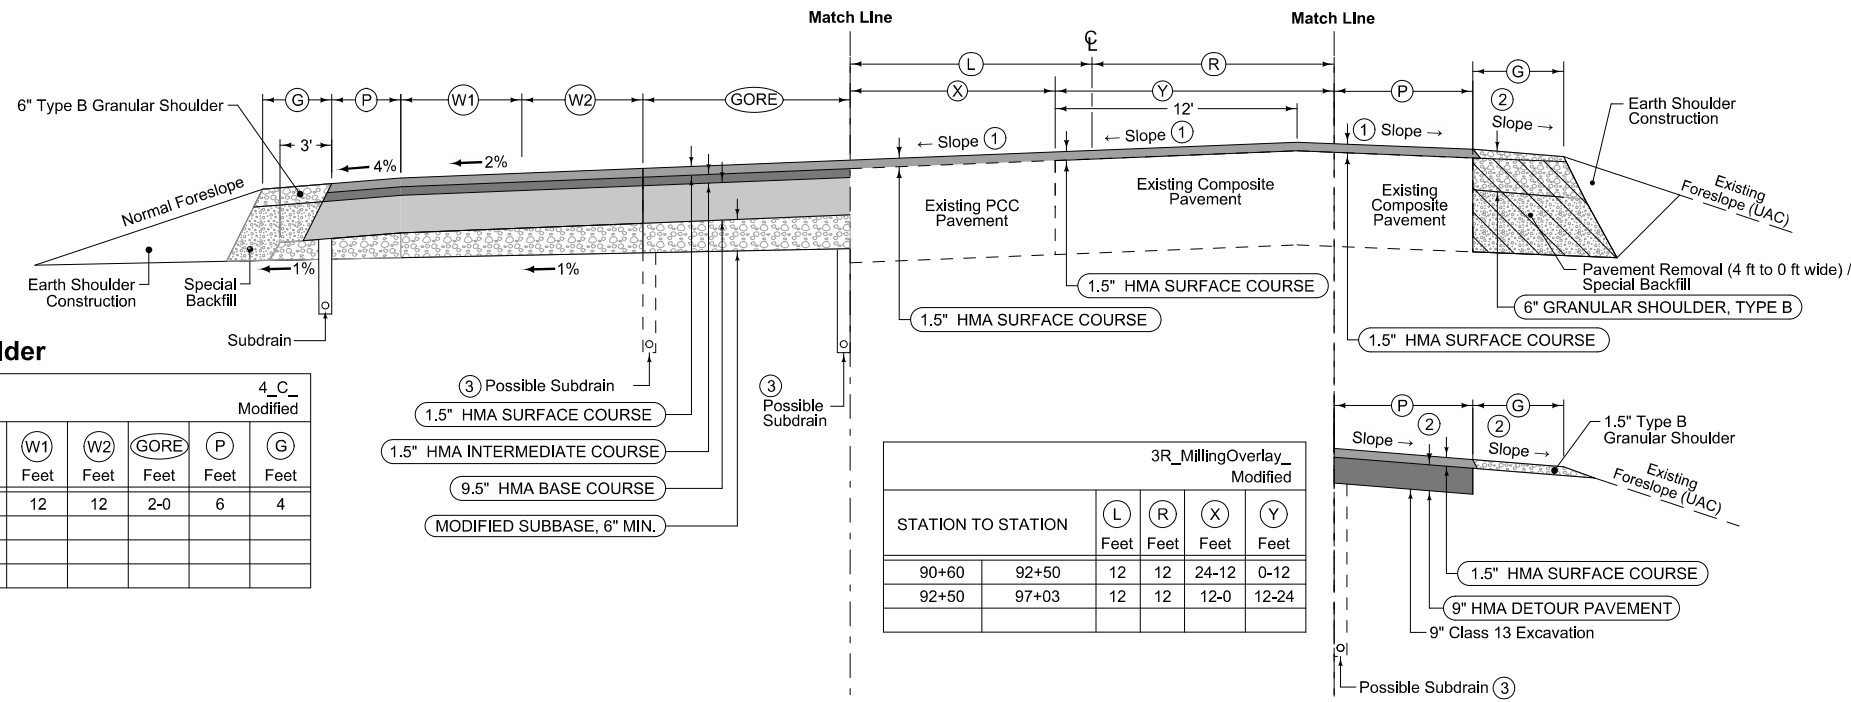 Match Line
Match Line
℄
L
R
G
X
Y
P
12'
6" Type B Granular Shoulder
G
P
W1
W2
GORE
3'
4%
2%
← Slope 1
← Slope 1
1 Slope →
2
Slope →
Earth Shoulder
Construction
Normal Foreslope
Existing PCC
Pavement
Existing Composite
Pavement
Existing
Composite
Pavement
Existing
Foreslope (UAC)
1%
1%
Earth Shoulder
Construction
Special
Backfill
Subdrain
Pavement Removal (4 ft to 0 ft wide) /
Special Backfill
1.5" HMA SURFACE COURSE
1.5" HMA SURFACE COURSE
6" GRANULAR SHOULDER, TYPE B
1.5" HMA SURFACE COURSE
3 Possible Subdrain
3
Possible
Subdrain
1.5" HMA SURFACE COURSE
1.5" HMA INTERMEDIATE COURSE
9.5" HMA BASE COURSE
MODIFIED SUBBASE, 6" MIN.
lder
4_C_
Modified
W1 W2 GORE P G
Feet Feet Feet Feet Feet
12 12 2-0 6 4
3R_MillingOverlay_
Modified
STATION TO STATION L R X Y
Feet Feet Feet Feet
90+60 92+50 12 12 24-12 0-12
92+50 97+03 12 12 12-0 12-24
P
G
Slope →
2
2
Slope →
1.5" Type B
Granular Shoulder
Existing
Foreslope (UAC)
1.5" HMA SURFACE COURSE
9" HMA DETOUR PAVEMENT
9" Class 13 Excavation
Possible Subdrain 3